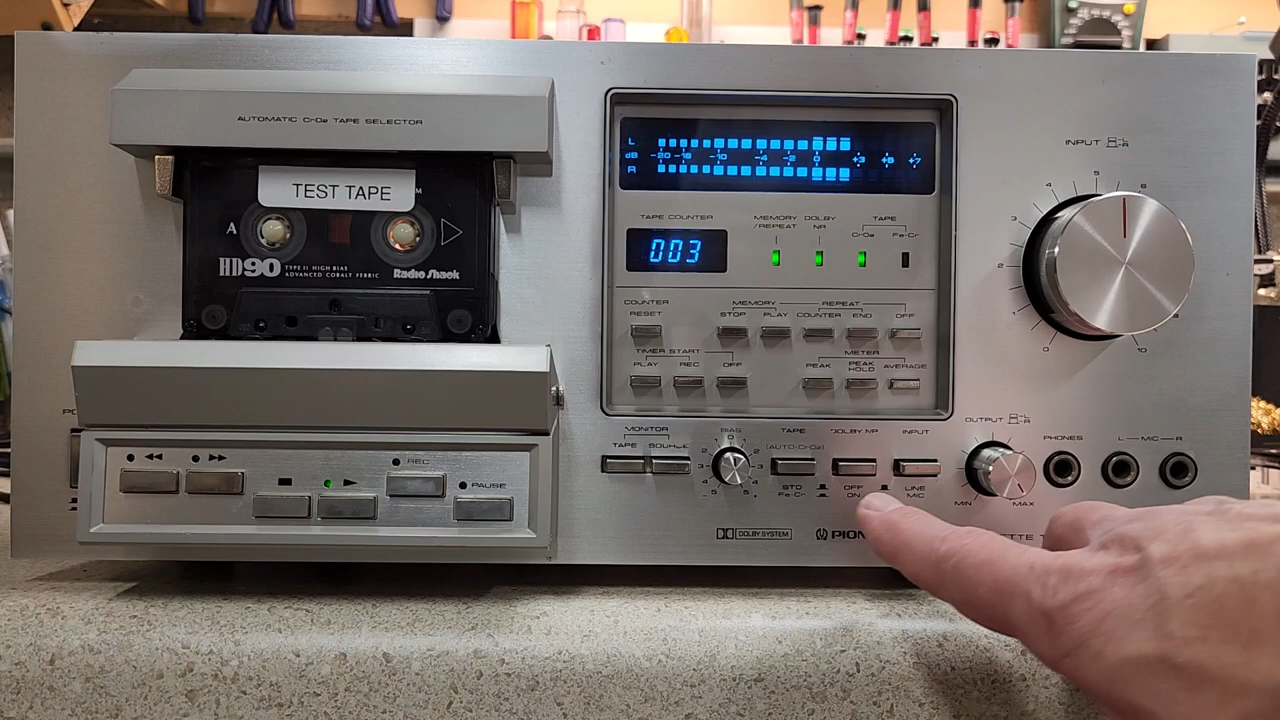 AUTOMATIC CrO2 TAPE SELECTOR
TEST TAPE
A
HD90 TYPE II HIGH BIAS
ADVANCED COBALT FERRIC
Radio Shack
L
dB -20 -15 -10 -4 -2 0 +3 +5 +7
R
TAPE COUNTER
003
MEMORY
/REPEAT
DOLBY
NR
TAPE
CrO2 Fe-Cr
COUNTER
RESET
MEMORY REPEAT
STOP PLAY COUNTER END OFF
TIMER START
PLAY REC OFF
METER
PEAK PEAK HOLD AVERAGE
INPUT L R
0 2 3 4 5 6 10
REC
PAUSE
MONITOR
TAPE SOURCE
BIAS
0
TAPE
(AUTO-CrO2)
STD
Fe-Cr
DOLBY NR
OFF
ON
INPUT
LINE
MIC
OUTPUT L R
MIN MAX
PHONES
L MIC R
DOLBY SYSTEM
PION